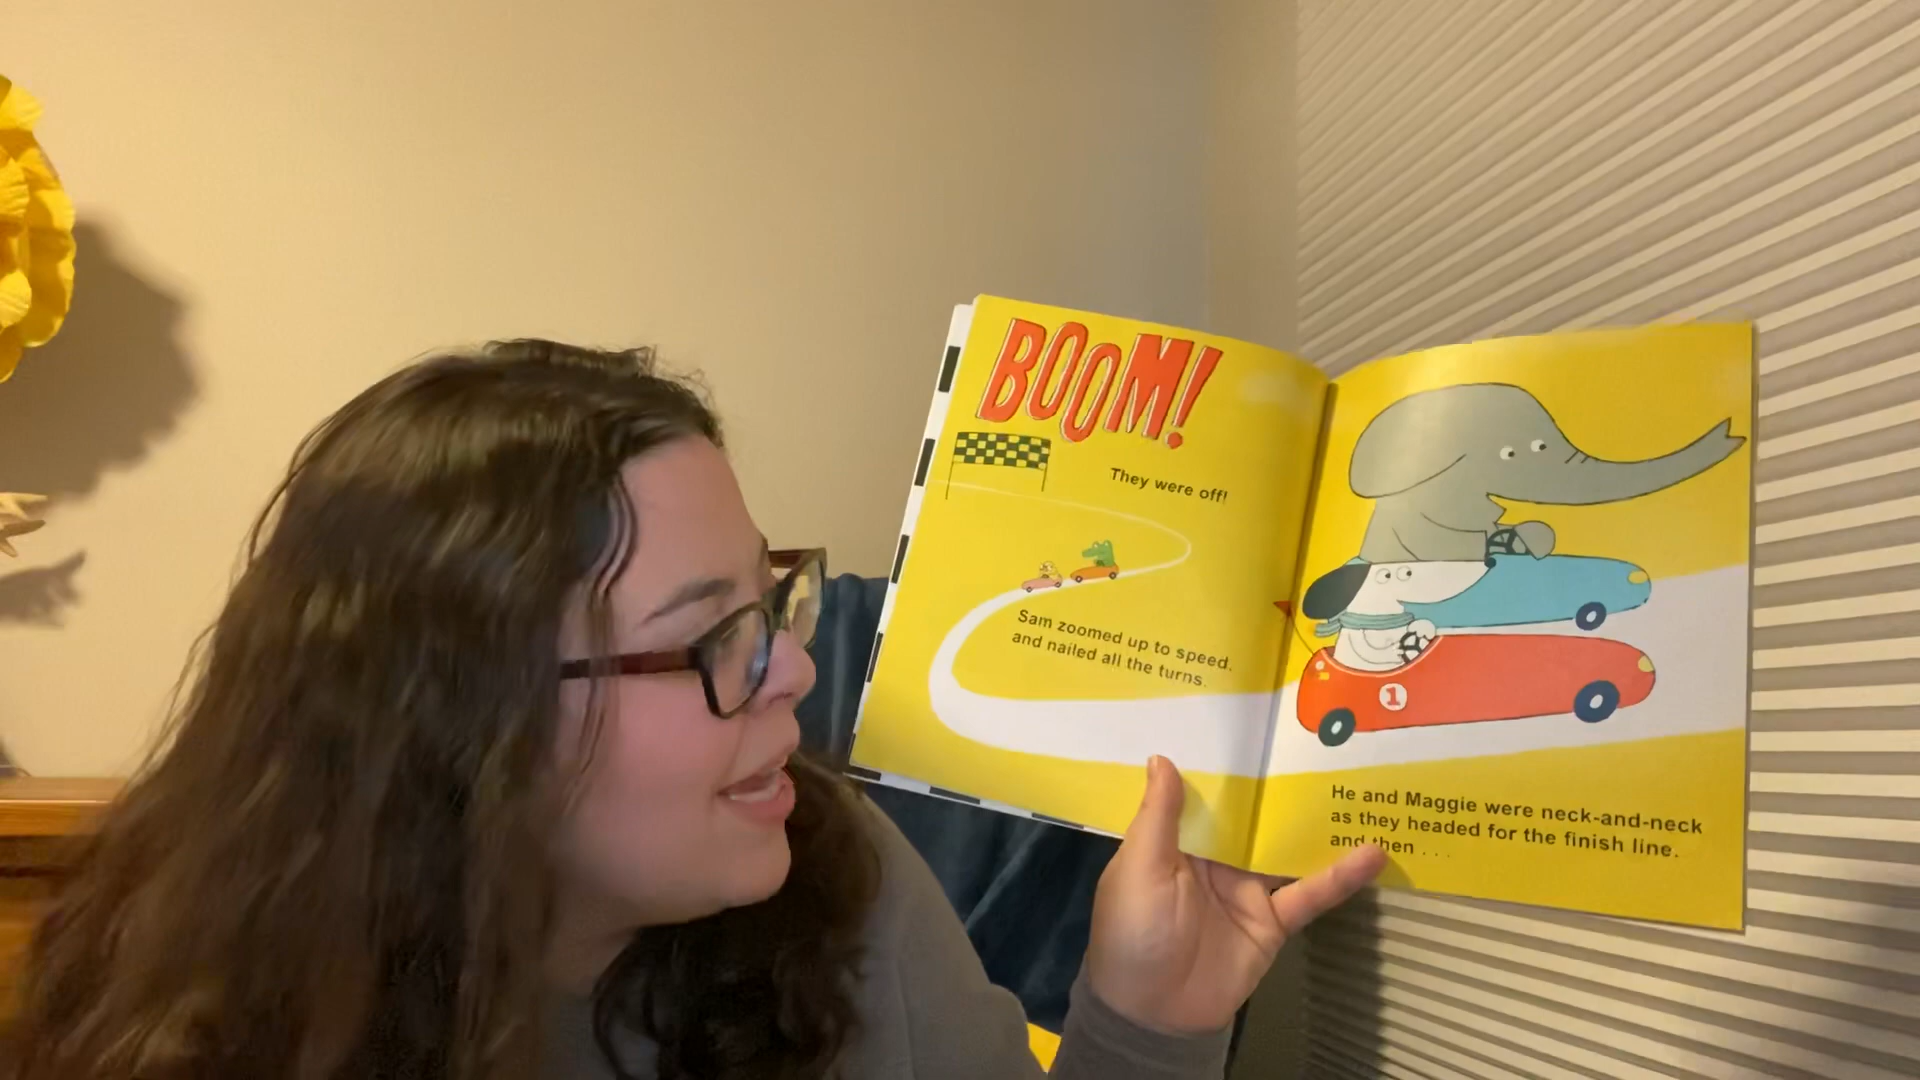 BOOM!
They were off!
Sam zoomed up to speed.
and nailed all the turns.
1
He and Maggie were neck-and-neck
as they headed for the finish line.
and then . . .